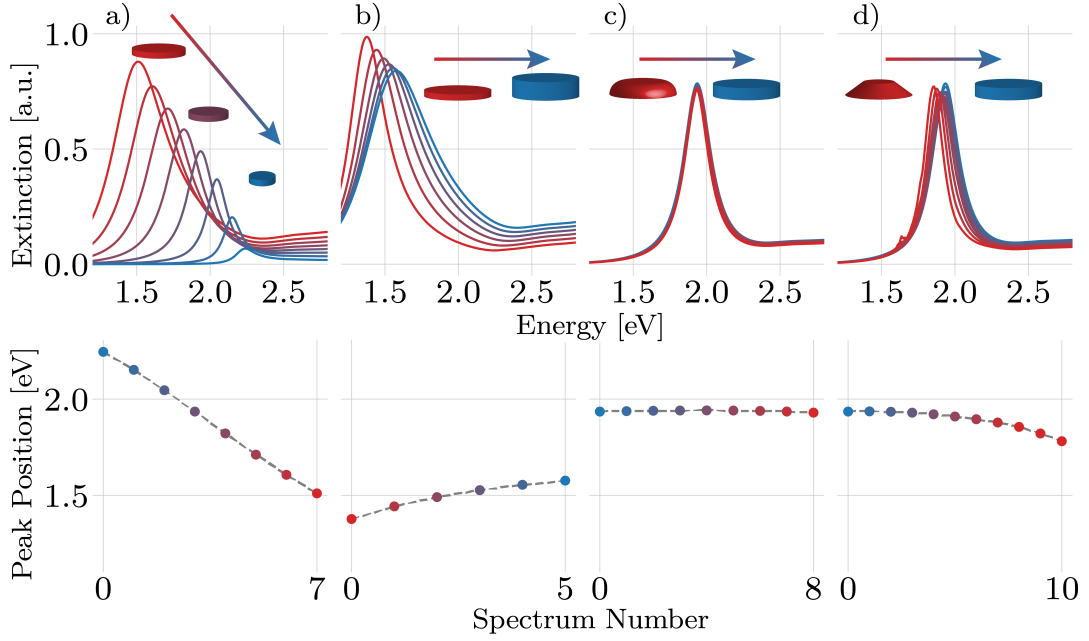 a)
b)
c)
d)
Extinction [a.u.]
1.0
0.5
0.0
1.5 2.0 2.5
1.5 2.0 2.5
1.5 2.0 2.5
1.5 2.0 2.5
Energy [eV]
Peak Position [eV]
2.0
1.5
0 7
0 5
0 8
0 10
Spectrum Number